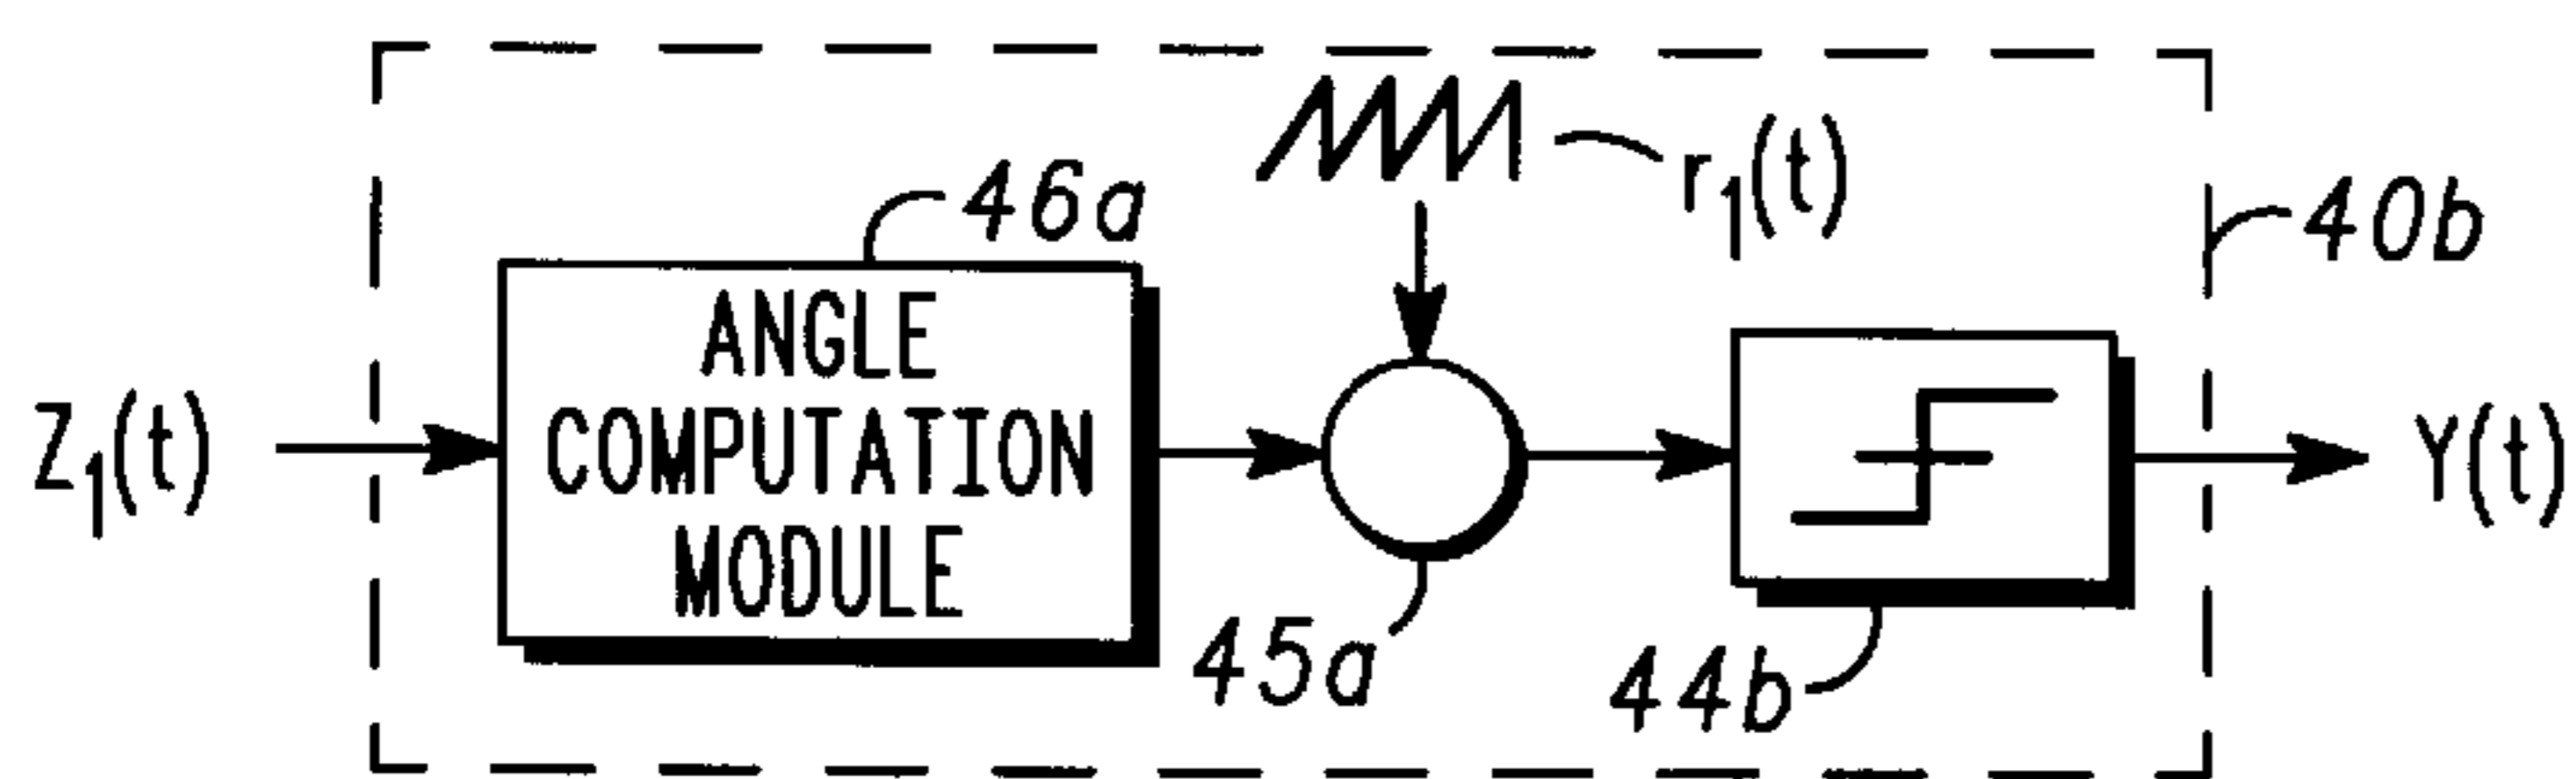 r1(t)
46a
40b
ANGLE
COMPUTATION
MODULE
Z1(t)
Y(t)
45a
44b